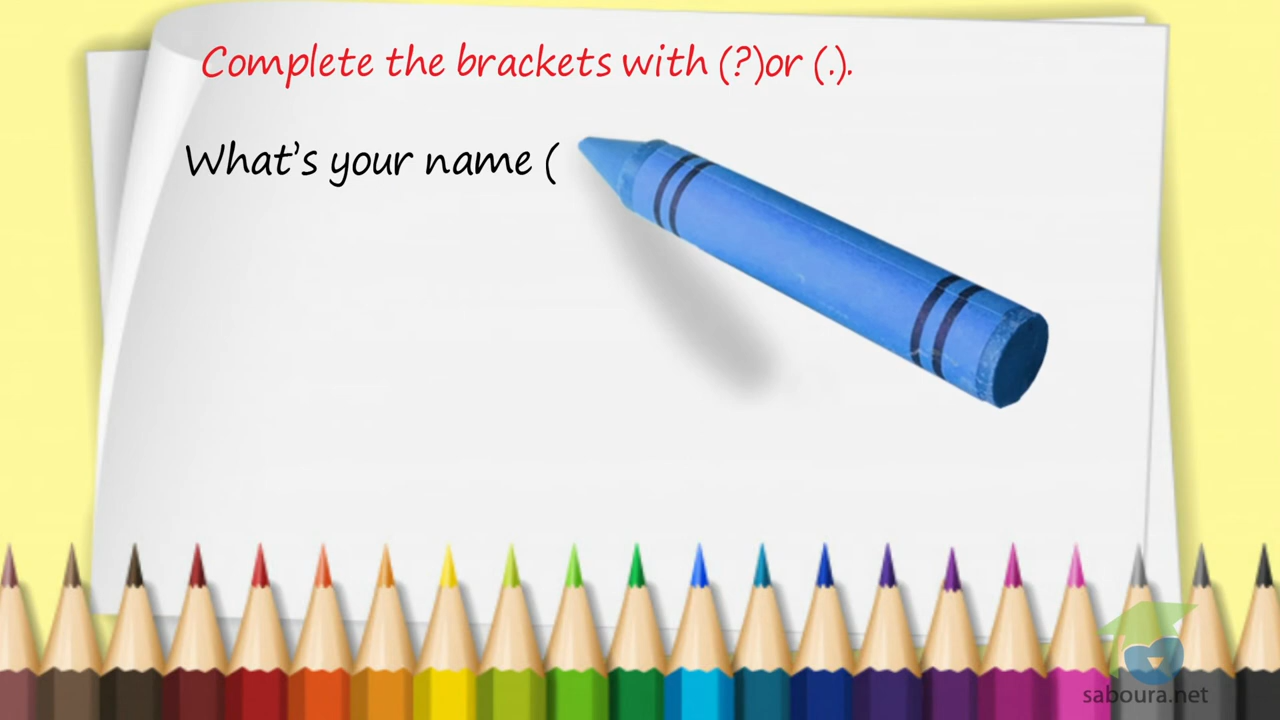 Complete the brackets with (?)or (.).
What's your name (
saboura.net